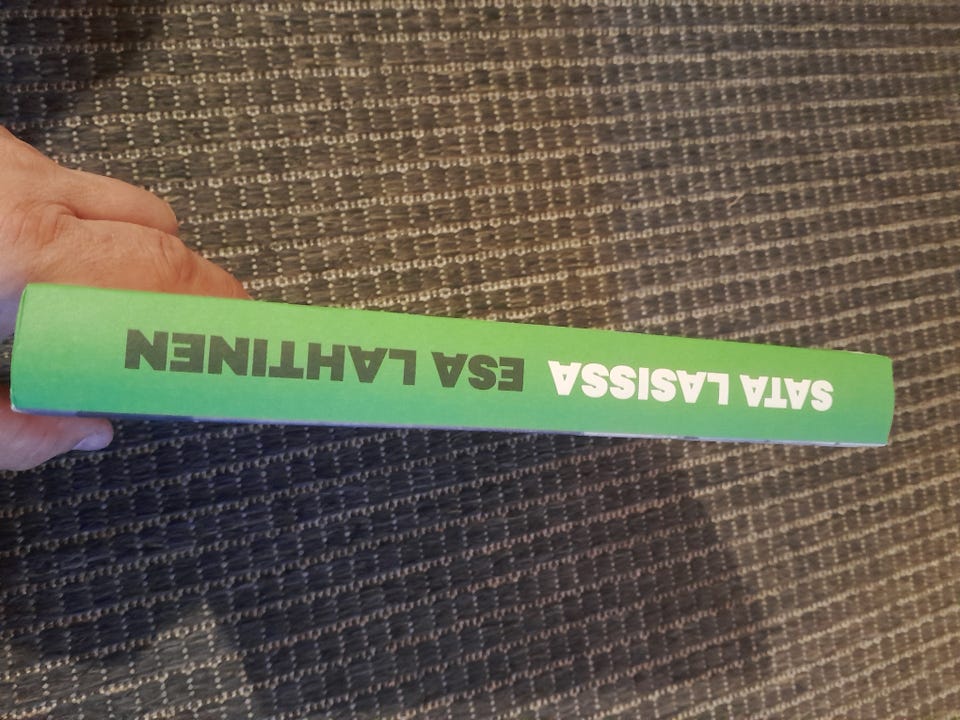 SATA LASISSA ESA LAHTINEN